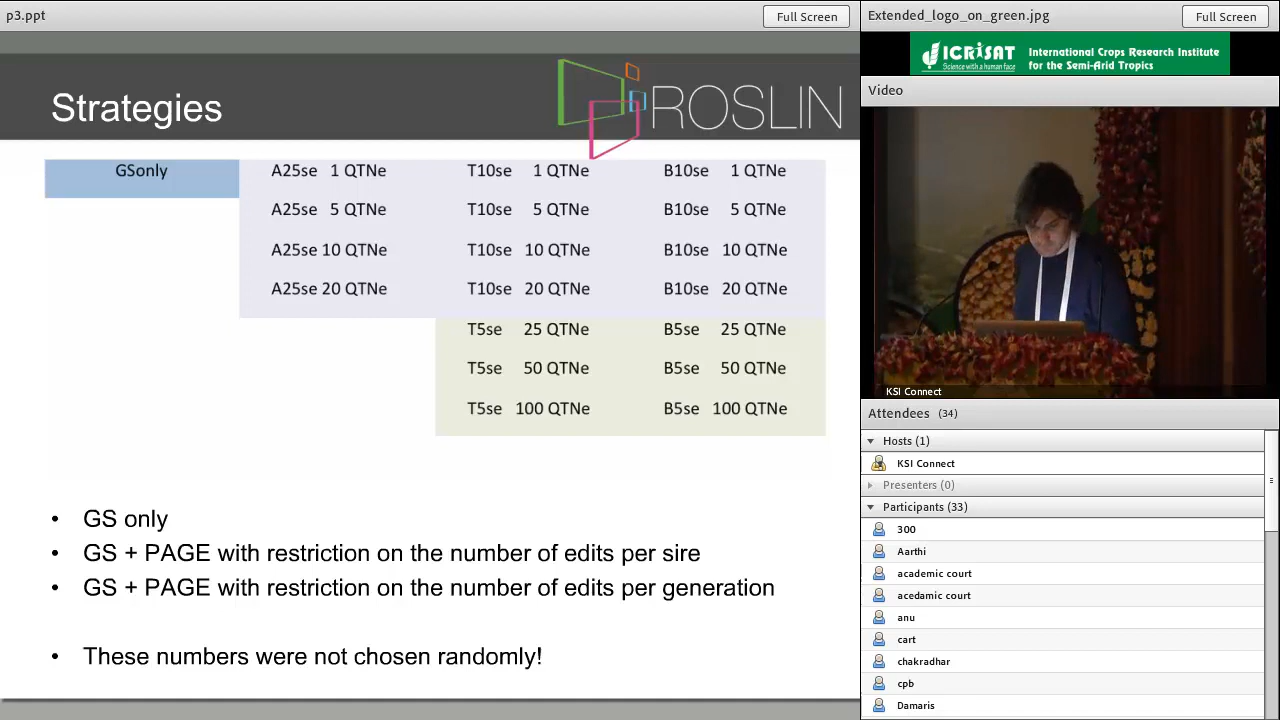 p3.ppt
Full Screen
Extended_logo_on_green.jpg
Full Screen
Strategies
ROSLIN
GSonly
A25se 1 QTNe T10se 1 QTNe B10se 1 QTNe
A25se 5 QTNe T10se 5 QTNe B10se 5 QTNe
A25se 10 QTNe T10se 10 QTNe B10se 10 QTNe
A25se 20 QTNe T10se 20 QTNe B10se 20 QTNe
T5se 25 QTNe B5se 25 QTNe
T5se 50 QTNe B5se 50 QTNe
T5se 100 QTNe B5se 100 QTNe
• GS only
• GS + PAGE with restriction on the number of edits per sire
• GS + PAGE with restriction on the number of edits per generation
• These numbers were not chosen randomly!
ICRISAT
Science with a human face
International Crops Research Institute
for the Semi-Arid Tropics
Video
KSI Connect
Attendees (34)
Hosts (1)
KSI Connect
Presenters (0)
Participants (33)
300
Aarthi
academic court
acedamic court
anu
cart
chakradhar
cpb
Damaris